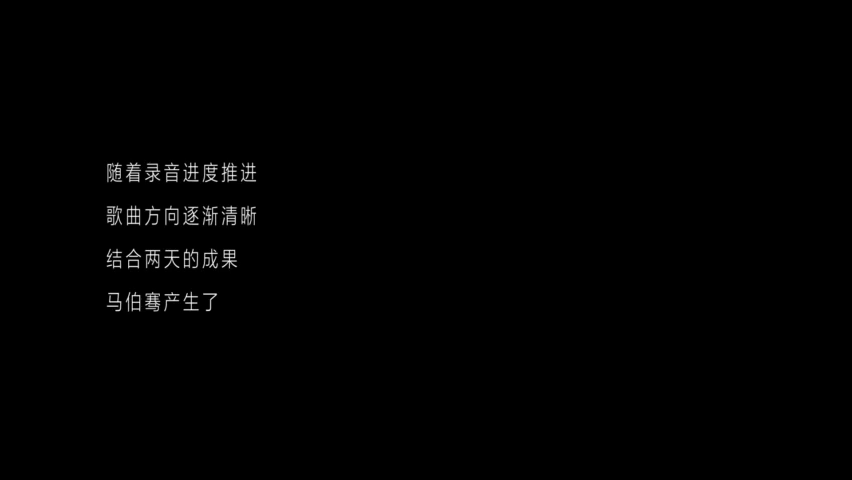 随着录音进度推进
歌曲方向逐渐清晰
结合两天的成果
马伯骞产生了